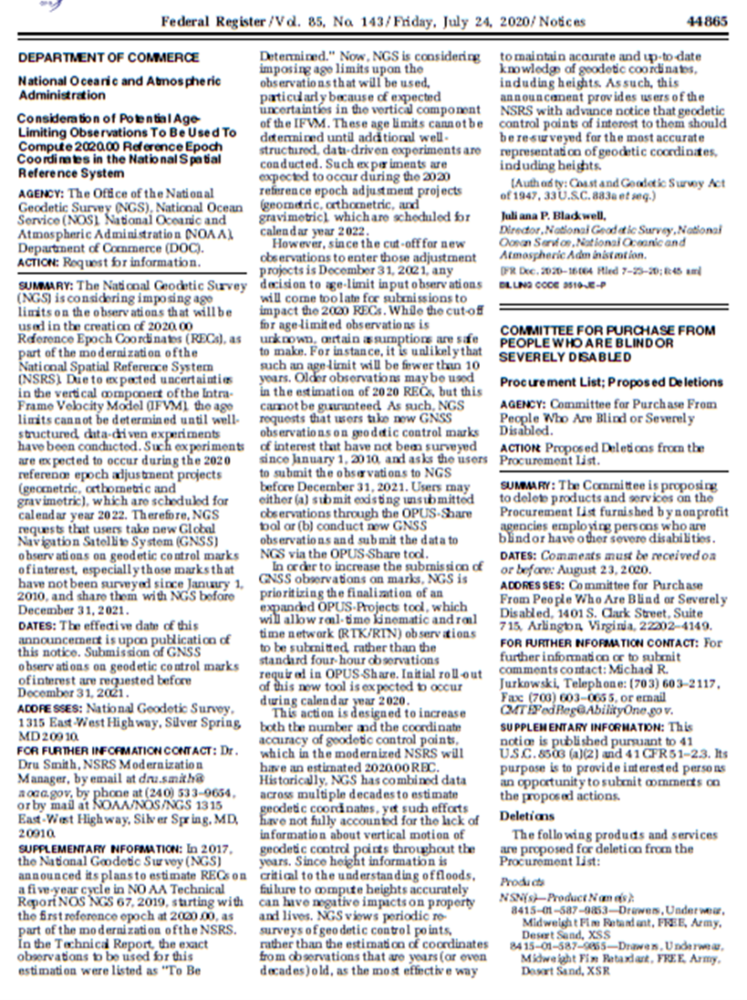 Federal Register / Vol. 85, No. 143 / Friday, July 24, 2020 / Notices 44865
DEPARTMENT OF COMMERCE
National Oceanic and Atmospheric
Administration
Consideration of Potential Age-
Limiting Observations To Be Used To
Compute 2020.00 Reference Epoch
Coordinates in the National Spatial
Reference System
AGENCY: The Office of the National
Geodetic Survey (NGS), National Ocean
Service (NOS), National Oceanic and
Atmospheric Administration (NOAA),
Department of Commerce (DOC).
ACTION: Request for information.
SUMMARY: The National Geodetic Survey
(NGS) is considering imposing age
limits on the observations that will be
used in the creation of 2020.00
Reference Epoch Coordinates (RECs), as
part of the modernization of the
National Spatial Reference System
(NSRS). Due to expected uncertainties
in the vertical component of the Intra-
Frame Velocity Model (IFVM), the age
limits cannot be determined until well-
structured, data-driven experiments
have been conducted. Such experiments
are expected to occur during the 2020
reference epoch adjustment projects
(geometric, orthometric and
gravimetric), which are scheduled for
calendar year 2022. Therefore, NGS
requests that users take new Global
Navigation Satellite System (GNSS)
observations on geodetic control marks
of interest, especially those marks that
have not been surveyed since January 1,
2010, and share them with NGS before
December 31, 2021.
DATES: The effective date of this
announcement is upon publication of
this notice. Submission of GNSS
observations on geodetic control marks
of interest are requested before
December 31, 2021.
ADDRESSES: National Geodetic Survey,
1315 East-West Highway, Silver Spring,
MD 20910.
FOR FURTHER INFORMATION CONTACT: Dr.
Dru Smith, NSRS Modernization
Manager, by email at dru.smith@
noaa.gov, by phone at (240) 533–9654,
or by mail at NOAA/NOS/NGS 1315
East-West Highway, Silver Spring, MD,
20910.
SUPPLEMENTARY INFORMATION: In 2017,
the National Geodetic Survey (NGS)
announced its plans to estimate RECs on
a five-year cycle in NOAA Technical
Report NOS NGS 67, 2019, starting with
the first reference epoch at 2020.00, as
part of the modernization of the NSRS.
In the Technical Report, the exact
observations to be used for this
estimation were listed as “To Be
Determined.” Now, NGS is considering
imposing age limits upon the
observations that will be used,
particularly because of expected
uncertainties in the vertical component
of the IFVM. These age limits cannot be
determined until additional well-
structured, data-driven experiments are
conducted. Such experiments are
expected to occur during the 2020
reference epoch adjustment projects
(geometric, orthometric, and
gravimetric), which are scheduled for
calendar year 2022.
However, since the cut-off for new
observations to enter those adjustment
projects is December 31, 2021, any
decision to age-limit input observations
will come too late for submissions to
impact the 2020 RECs. While the cut-off
for age-limited observations is
unknown, certain assumptions are safe
to make. For instance, it is unlikely that
such an age-limit will be fewer than 10
years. Older observations may be used
in the estimation of 2020 RECs, but this
cannot be guaranteed. As such, NGS
requests that users take new GNSS
observations on geodetic control marks
of interest that have not been surveyed
since January 1, 2010, and asks the users
to submit the observations to NGS
before December 31, 2021. Users may
either (a) submit existing unsubmitted
observations through the OPUS-Share
tool or (b) conduct new GNSS
observations and submit the data to
NGS via the OPUS-Share tool.
In order to increase the submission of
GNSS observations on marks, NGS is
prioritizing the finalization of an
expanded OPUS-Projects tool, which
will allow real-time kinematic and real
time network (RTK/RTN) observations
to be submitted, rather than the
standard four-hour observations
required in OPUS-Share. Initial roll-out
of this new tool is expected to occur
during calendar year 2020.
This action is designed to increase
both the number and the coordinate
accuracy of geodetic control points,
which in the modernized NSRS will
have an estimated 2020.00 REC.
Historically, NGS has combined data
across multiple decades to estimate
geodetic coordinates, yet such efforts
have not fully accounted for the lack of
information about vertical motion of
geodetic control points throughout the
years. Since height information is
critical to the understanding of floods,
failure to compute heights accurately
can have negative impacts on property
and lives. NGS views periodic re-
surveys of geodetic control points,
rather than the estimation of coordinates
from observations that are years (or even
decades) old, as the most effective way
to maintain accurate and up-to-date
knowledge of geodetic coordinates,
including heights. As such, this
announcement provides users of the
NSRS with advance notice that geodetic
control points of interest to them should
be re-surveyed for the most accurate
representation of geodetic coordinates,
including heights.
(Authority: Coast and Geodetic Survey Act
of 1947, 33 U.S.C. 883a et seq.)
Juliana P. Blackwell,
Director, National Geodetic Survey, National
Ocean Service, National Oceanic and
Atmospheric Administration.
[FR Doc. 2020–16064 Filed 7–23–20; 8:45 am]
BILLING CODE 3510–JE–P
COMMITTEE FOR PURCHASE FROM
PEOPLE WHO ARE BLIND OR
SEVERELY DISABLED
Procurement List; Proposed Deletions
AGENCY: Committee for Purchase From
People Who Are Blind or Severely
Disabled.
ACTION: Proposed Deletions from the
Procurement List.
SUMMARY: The Committee is proposing
to delete products and services on the
Procurement List furnished by nonprofit
agencies employing persons who are
blind or have other severe disabilities.
DATES: Comments must be received on
or before: August 23, 2020.
ADDRESSES: Committee for Purchase
From People Who Are Blind or Severely
Disabled, 1401 S. Clark Street, Suite
715, Arlington, Virginia, 22202–4149.
FOR FURTHER INFORMATION CONTACT: For
further information or to submit
comments contact: Michael R.
Jurkowski, Telephone: (703) 603–2117,
Fax: (703) 603–0655, or email
CMTEFedReg@AbilityOne.gov.
SUPPLEMENTARY INFORMATION: This
notice is published pursuant to 41
U.S.C. 8503 (a)(2) and 41 CFR 51–2.3. Its
purpose is to provide interested persons
an opportunity to submit comments on
the proposed actions.
Deletions
The following products and services
are proposed for deletion from the
Procurement List:
Products
NSN(s)—Product Name(s):
8415–01–587–9853—Drawers, Underwear,
Midweight Fire Retardant, FREE, Army,
Desert Sand, XSS
8415–01–587–9855—Drawers, Underwear,
Midweight Fire Retardant, FREE, Army,
Desert Sand, XSR